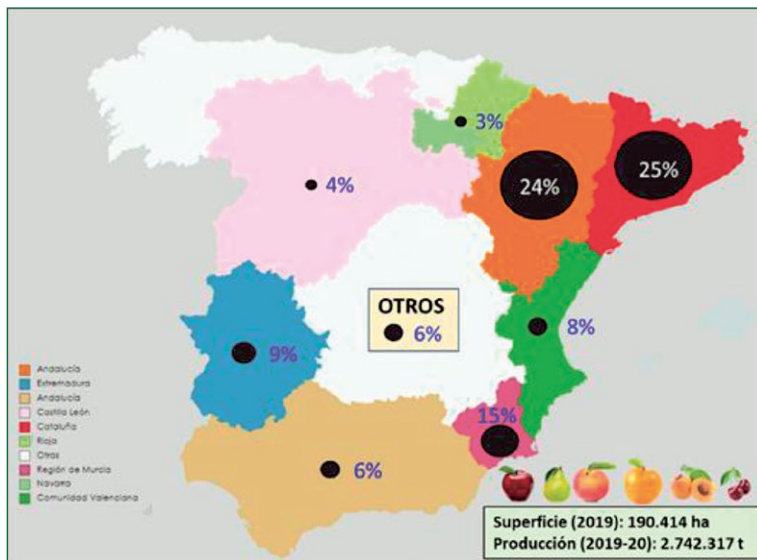 3%
25%
24%
4%
OTROS
6%
8%
9%
15%
6%
Andalucía
Extremadura
Andalucía
Castilla León
Cataluña
Rioja
Otras
Región de Murcia
Navarra
Comunidad Valenciana
Superficie (2019): 190.414 ha
Producción (2019-20): 2.742.317 t